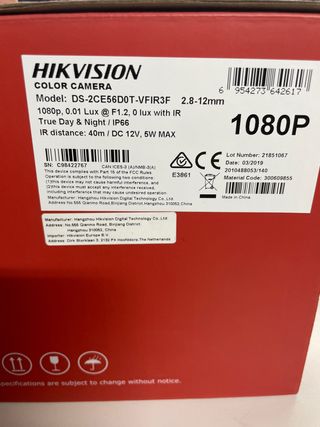 HIKVISION
COLOR CAMERA
Model: DS-2CE56D0T-VFIR3F 2.8-12mm
1080p, 0.01 Lux @ F1.2, 0 lux with IR
True Day & Night / IP66
IR distance: 40m / DC 12V, 5W MAX
6 954273 642617
1080P
SN: C98422767
CAN ICES-3 (A)/NMB-3(A)
This device complies with Part 15 of the FCC Rules.
Operation is subject to the following two conditions:
(1)this device may not cause harmful interference, and
(2)this device must accept any interference received,
including interference that may cause undesired operation.
E3861
CE
Lot Number: 21851067
Date: 03/2019
2010488053/140
Material Code: 300609855
Made in China
Manufacturer: Hangzhou Hikvision Digital Technology Co.,Ltd.
Address: No.555 Qianmo Road, Binjiang District, Hangzhou 310052, China
Manufacturer: Hangzhou Hikvision Digital Technology Co.,Ltd.
Address: No.555 Qianmo Road, Binjiang District,
Hangzhou 310052, China
Importer: Hikvision Europe B.V.
Address: Dirk Storklaan 3, 2132 PX Hoofddorp, The Netherlands
specifications are subject to change without notice.